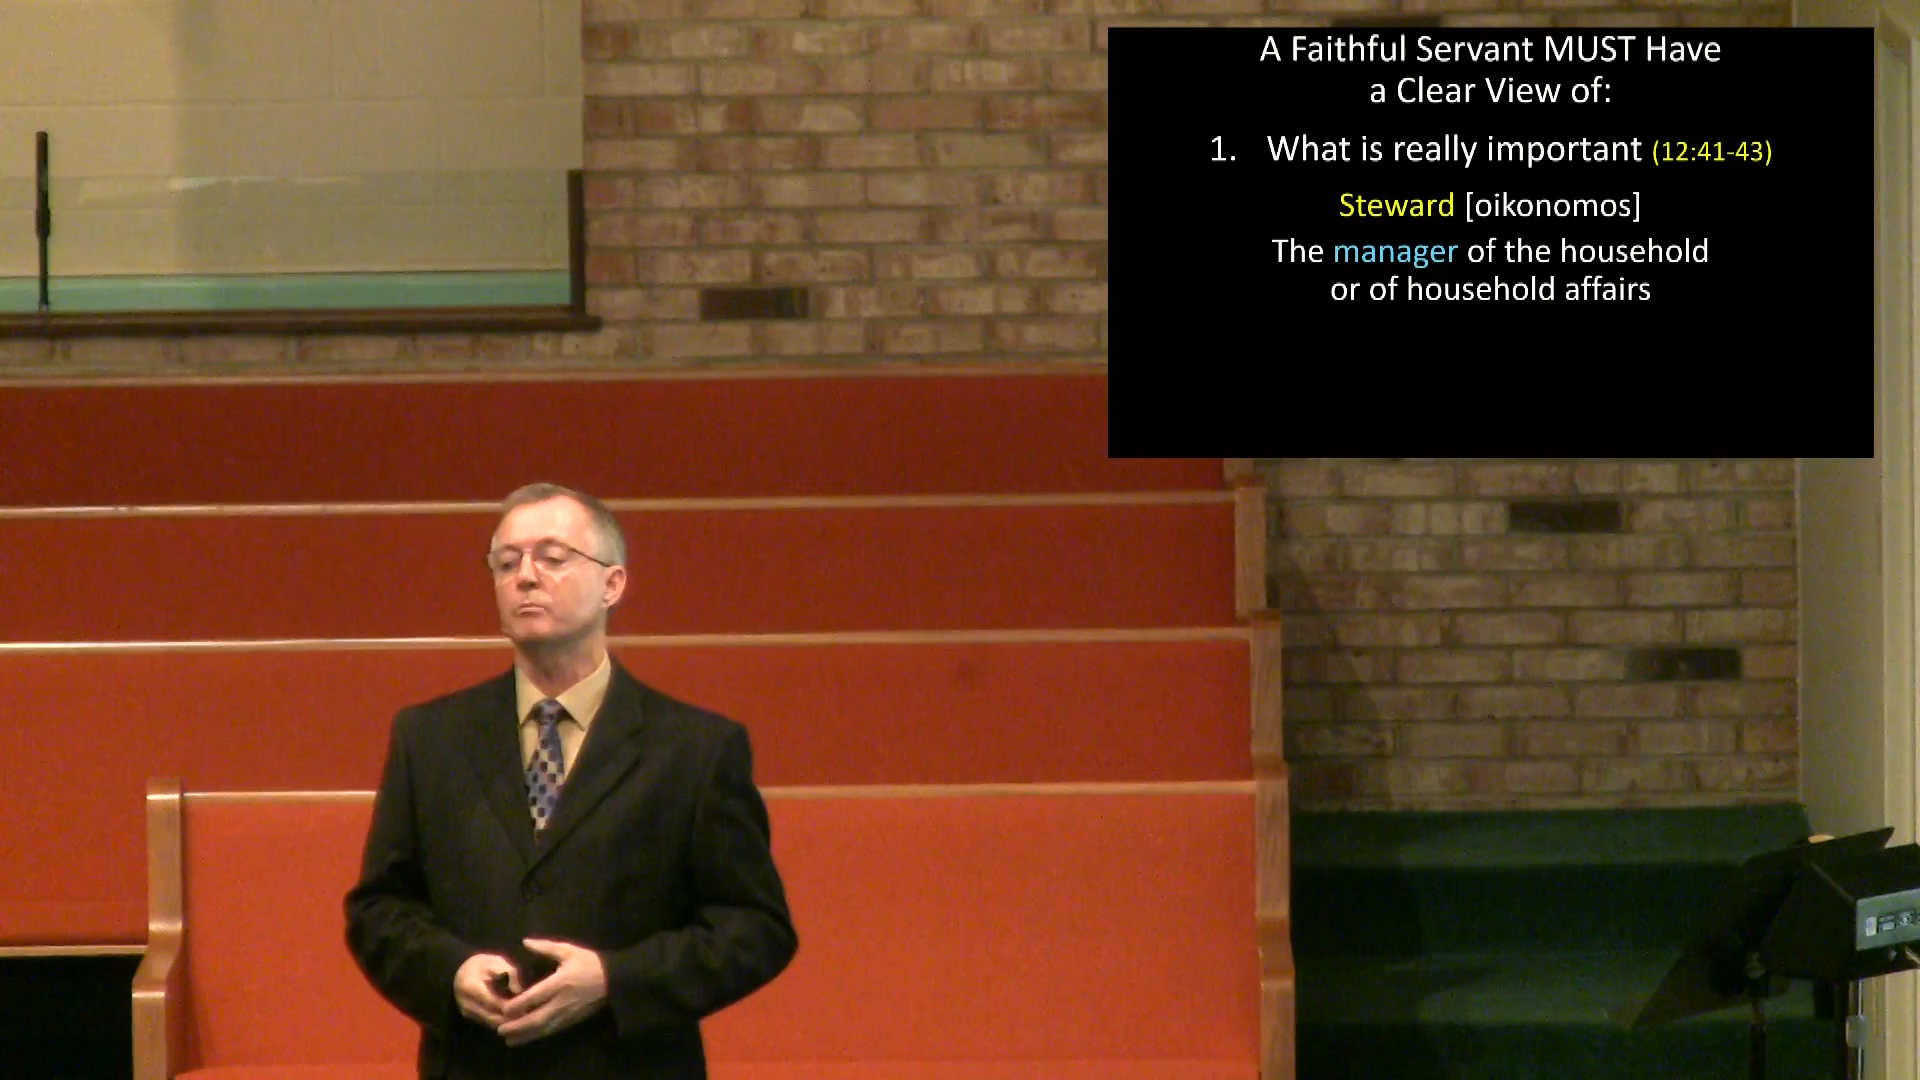 A Faithful Servant MUST Have
a Clear View of:
1. What is really important (12:41-43)
Steward [oikonomos]
The manager of the household
or of household affairs